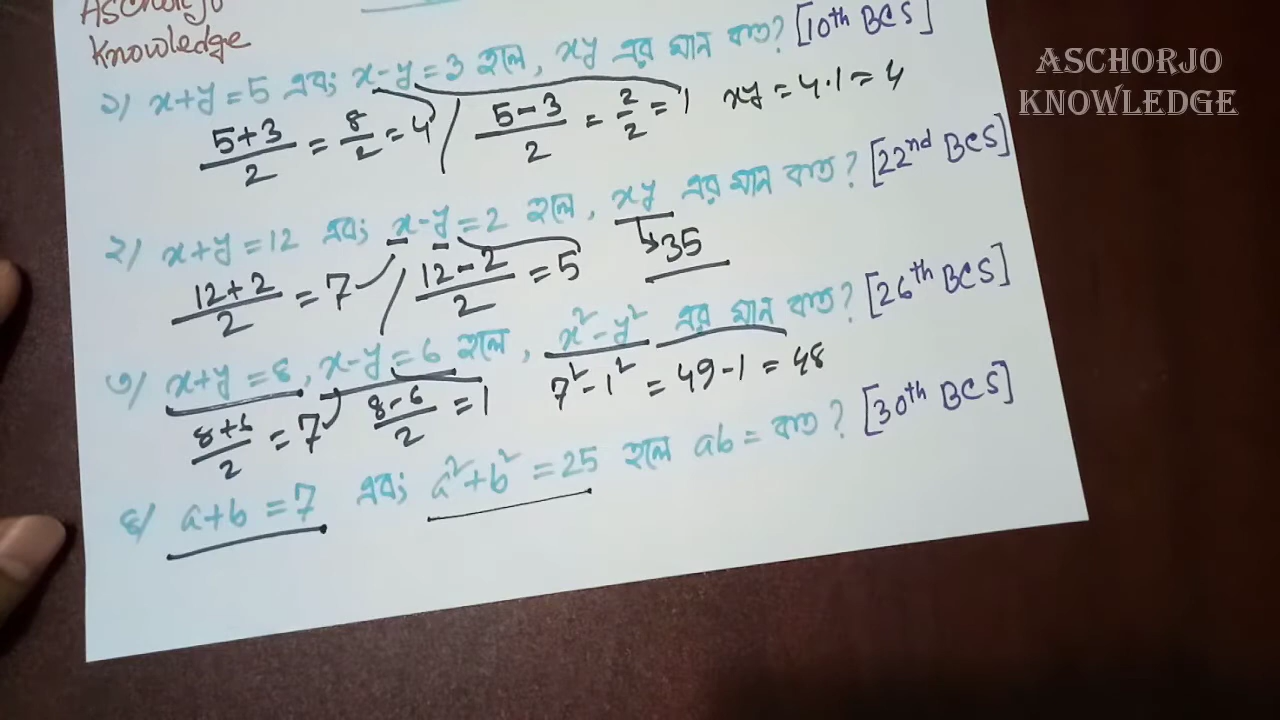 Aschorjo
Knowledge
ASCHORJO
KNOWLEDGE
১) x+y=5 এবং x-y=3 হলে, xy এর মান কত? [10th BCS]
5+3/2 = 8/2 = 4 / 5-3/2 = 2/2 = 1 xy = 4.1 = 4
২) x+y=12 এবং x-y=2 হলে, xy এর মান কত? [22nd BCS]
12+2/2 = 7 / 12-2/2 = 5 35
৩) x+y=8, x-y=6 হলে, x²-y² এর মান কত? [26th BCS]
8+6/2 = 7 8-6/2 = 1 7²-1² = 49-1 = 48
৪) a+b=7 এবং a²+b²=25 হলে ab= কত? [30th BCS]